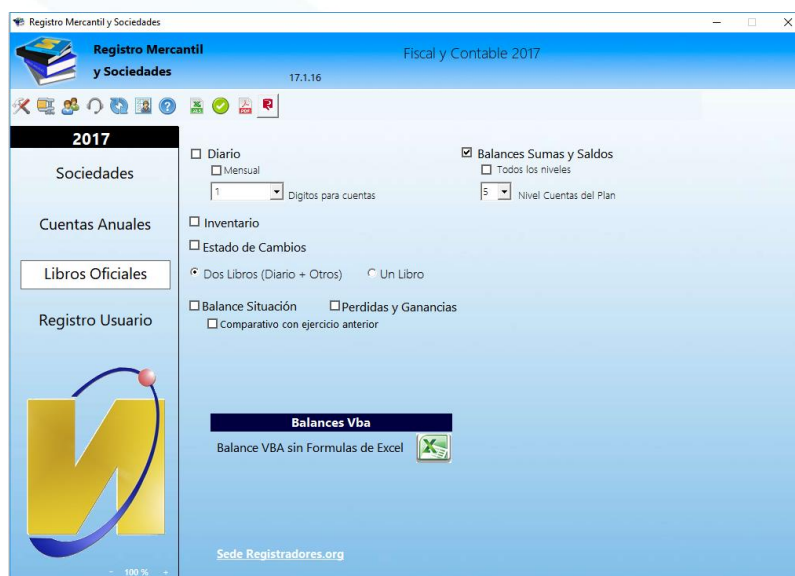 Registro Mercantil y Sociedades
Registro Mercantil
y Sociedades
17.1.16
Fiscal y Contable 2017
2017
Sociedades
Cuentas Anuales
Libros Oficiales
Registro Usuario
Diario
Mensual
1
Digitos para cuentas
Balances Sumas y Saldos
Todos los niveles
5
Nivel Cuentas del Plan
Inventario
Estado de Cambios
Dos Libros (Diario + Otros) Un Libro
Balance Situación Perdidas y Ganancias
Comparativo con ejercicio anterior
Balances Vba
Balance VBA sin Formulas de Excel
Sede Registradores.org
- 100 % +